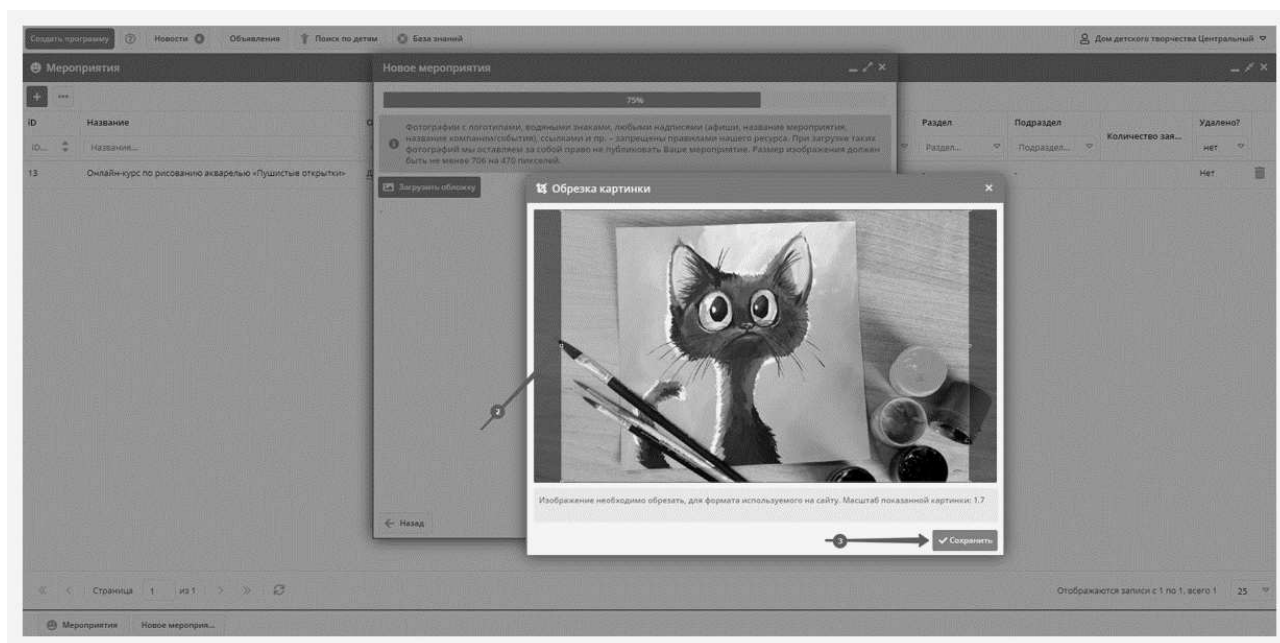 Создать программу Новости Объявления Поиск по детям База знаний Дом детского творчества Центральный
Мероприятия
Новое мероприятия
75%
Фотографии с логотипами, водяными знаками, любыми надписями (афиши, название мероприятия,
название компании/события), ссылками и пр. – запрещены правилами нашего ресурса. При загрузке таких
фотографий мы оставляем за собой право не публиковать Ваше мероприятие. Размер изображения должен
быть не менее 706 на 470 пикселей.
ID Название Раздел Подраздел Количество зая... Удалено?
ID... Название... Раздел... Подраздел... нет
13 Онлайн-курс по рисованию акварелью «Пушистые открытки» - - Нет
Загрузить обложку
Обрезка картинки
2
Изображение необходимо обрезать, для формата используемого на сайту. Масштаб показанной картинки: 1.7
Назад
3 Сохранить
Страница 1 из 1 Отображаются записи с 1 по 1, всего 1 25
Мероприятия Новое мероприя...